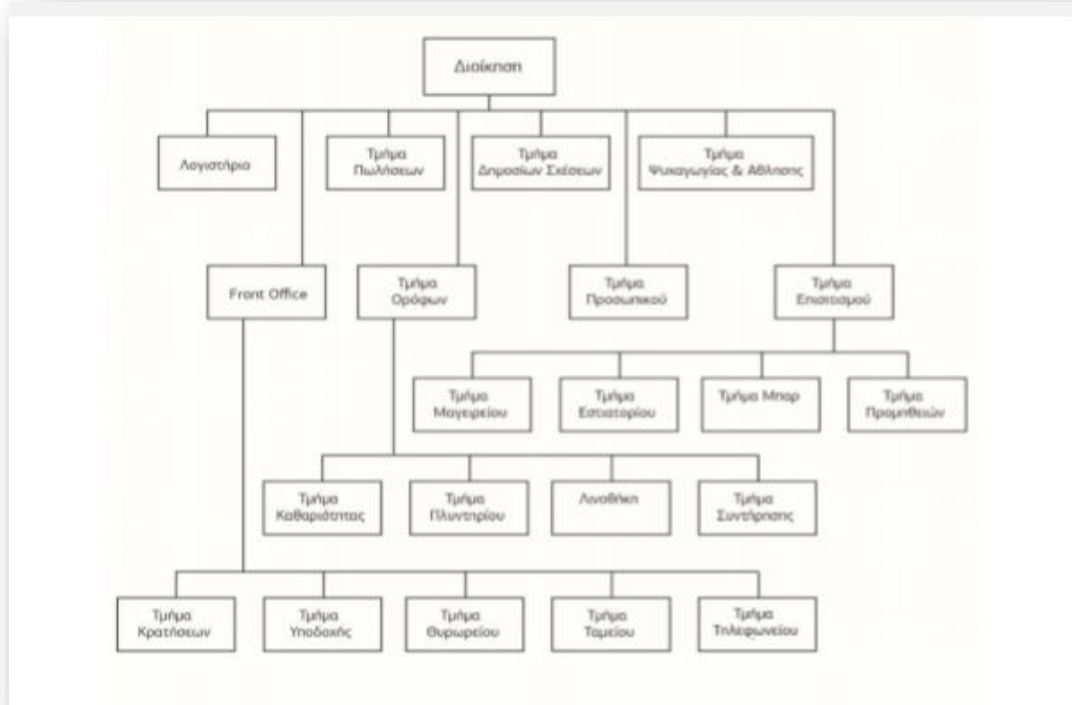 Διοίκηση
Λογιστήριο
Τμήμα
Πωλήσεων
Τμήμα
Δημοσίων Σχέσεων
Τμήμα
Ψυχαγωγίας & Αθλησης
Front Office
Τμήμα
Ορόφων
Τμήμα
Προσωπικού
Τμήμα
Επισιτισμού
Τμήμα
Μαγειρείου
Τμήμα
Εστιατορίου
Τμήμα Μπαρ
Τμήμα
Προμηθειών
Τμήμα
Καθαριότητας
Τμήμα
Πλυντηρίου
Λινοθήκη
Τμήμα
Συντήρησης
Τμήμα
Κρατήσεων
Τμήμα
Υποδοχής
Τμήμα
Θυρωρείου
Τμήμα
Ταμείου
Τμήμα
Τηλεφωνείου